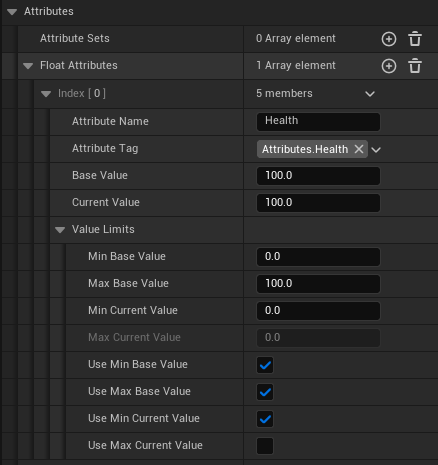 Attributes
Attribute Sets 0 Array element
Float Attributes 1 Array element
Index [ 0 ] 5 members
Attribute Name Health
Attribute Tag Attributes.Health
Base Value 100.0
Current Value 100.0
Value Limits
Min Base Value 0.0
Max Base Value 100.0
Min Current Value 0.0
Max Current Value 0.0
Use Min Base Value
Use Max Base Value
Use Min Current Value
Use Max Current Value